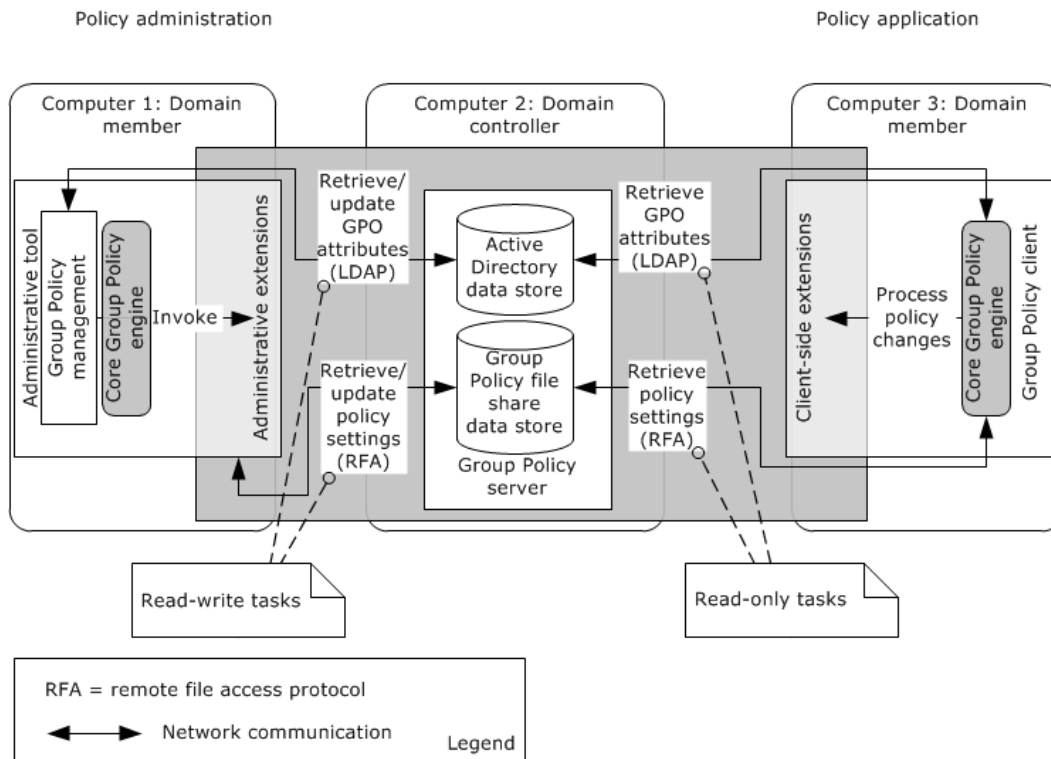 Policy administration
Policy application
Computer 1: Domain
member
Computer 2: Domain
controller
Computer 3: Domain
member
Administrative tool
Group Policy
management
Core Group Policy
engine
Invoke
Administrative extensions
Retrieve/
update
GPO
attributes
(LDAP)
Retrieve/
update
policy
settings
(RFA)
Active
Directory
data store
Group
Policy file
share
data store
Group Policy
server
Retrieve
GPO
attributes
(LDAP)
Retrieve
policy
settings
(RFA)
Client-side extensions
Process
policy
changes
Core Group Policy
engine
Group Policy client
Read-write tasks
Read-only tasks
RFA = remote file access protocol
Network communication
Legend